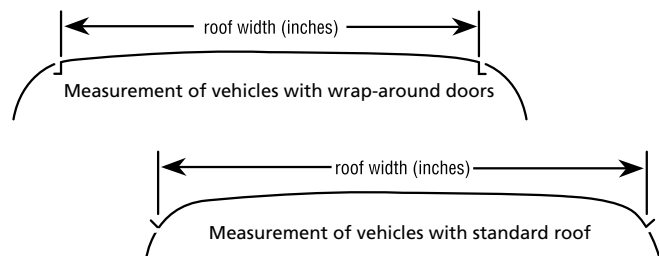 roof width (inches)
Measurement of vehicles with wrap-around doors
roof width (inches)
Measurement of vehicles with standard roof